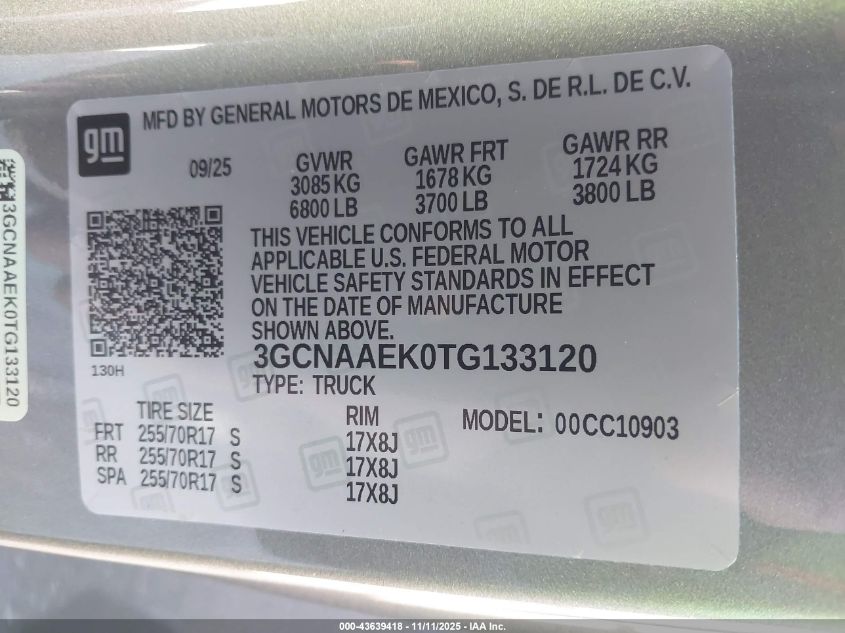 MFD BY GENERAL MOTORS DE MEXICO, S. DE R.L. DE C.V.
gm
09/25
GVWR GAWR FRT GAWR RR
3085 KG 1678 KG 1724 KG
6800 LB 3700 LB 3800 LB
THIS VEHICLE CONFORMS TO ALL
APPLICABLE U.S. FEDERAL MOTOR
VEHICLE SAFETY STANDARDS IN EFFECT
ON THE DATE OF MANUFACTURE
SHOWN ABOVE.
3GCNAAEK0TG133120
130H
TYPE: TRUCK
TIRE SIZE RIM MODEL: 00CC10903
FRT 255/70R17 S 17X8J
RR 255/70R17 S 17X8J
SPA 255/70R17 S 17X8J
3GCNAAEK0TG133120
000-43639418 - 11/11/2025 - IAA Inc.